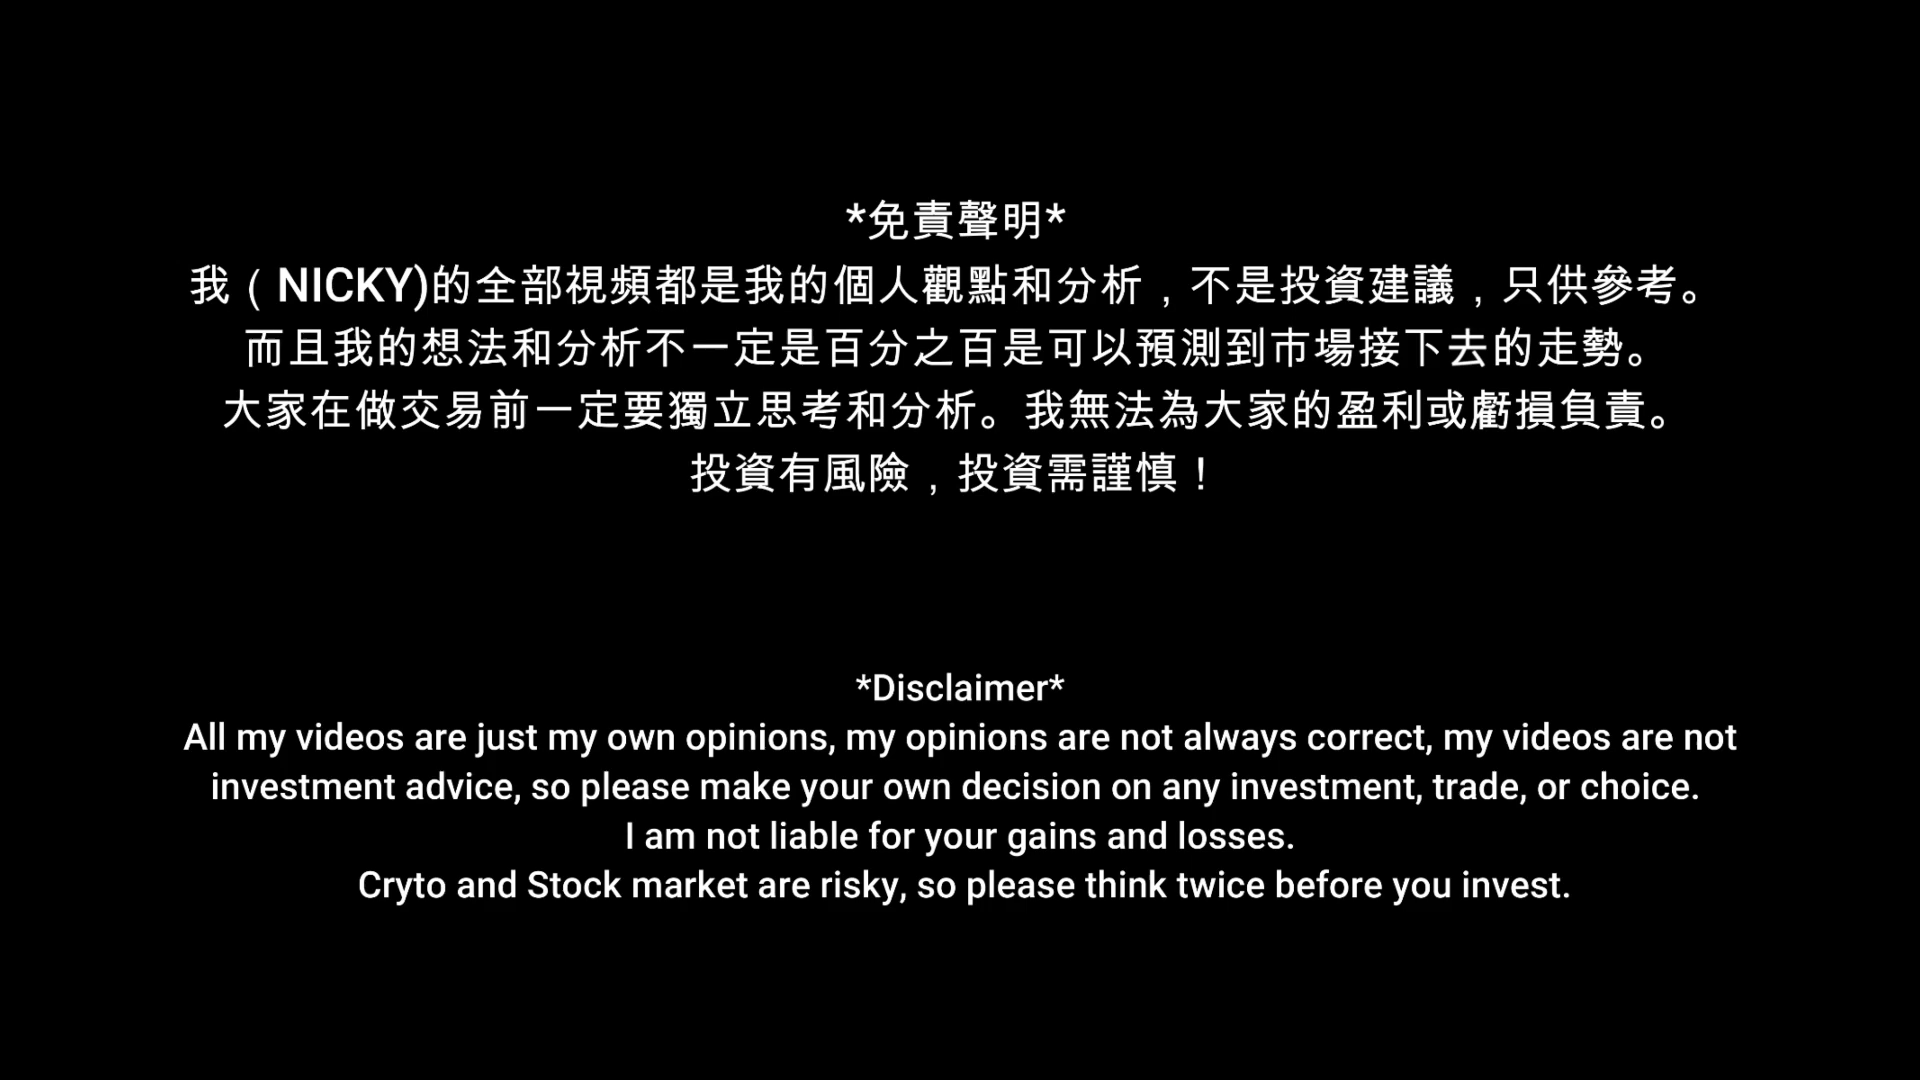 *免責聲明*
我（NICKY)的全部視頻都是我的個人觀點和分析，不是投資建議，只供參考。
而且我的想法和分析不一定是百分之百是可以預測到市場接下去的走勢。
大家在做交易前一定要獨立思考和分析。我無法為大家的盈利或虧損負責。
投資有風險，投資需謹慎！
*Disclaimer*
All my videos are just my own opinions, my opinions are not always correct, my videos are not
investment advice, so please make your own decision on any investment, trade, or choice.
I am not liable for your gains and losses.
Cryto and Stock market are risky, so please think twice before you invest.